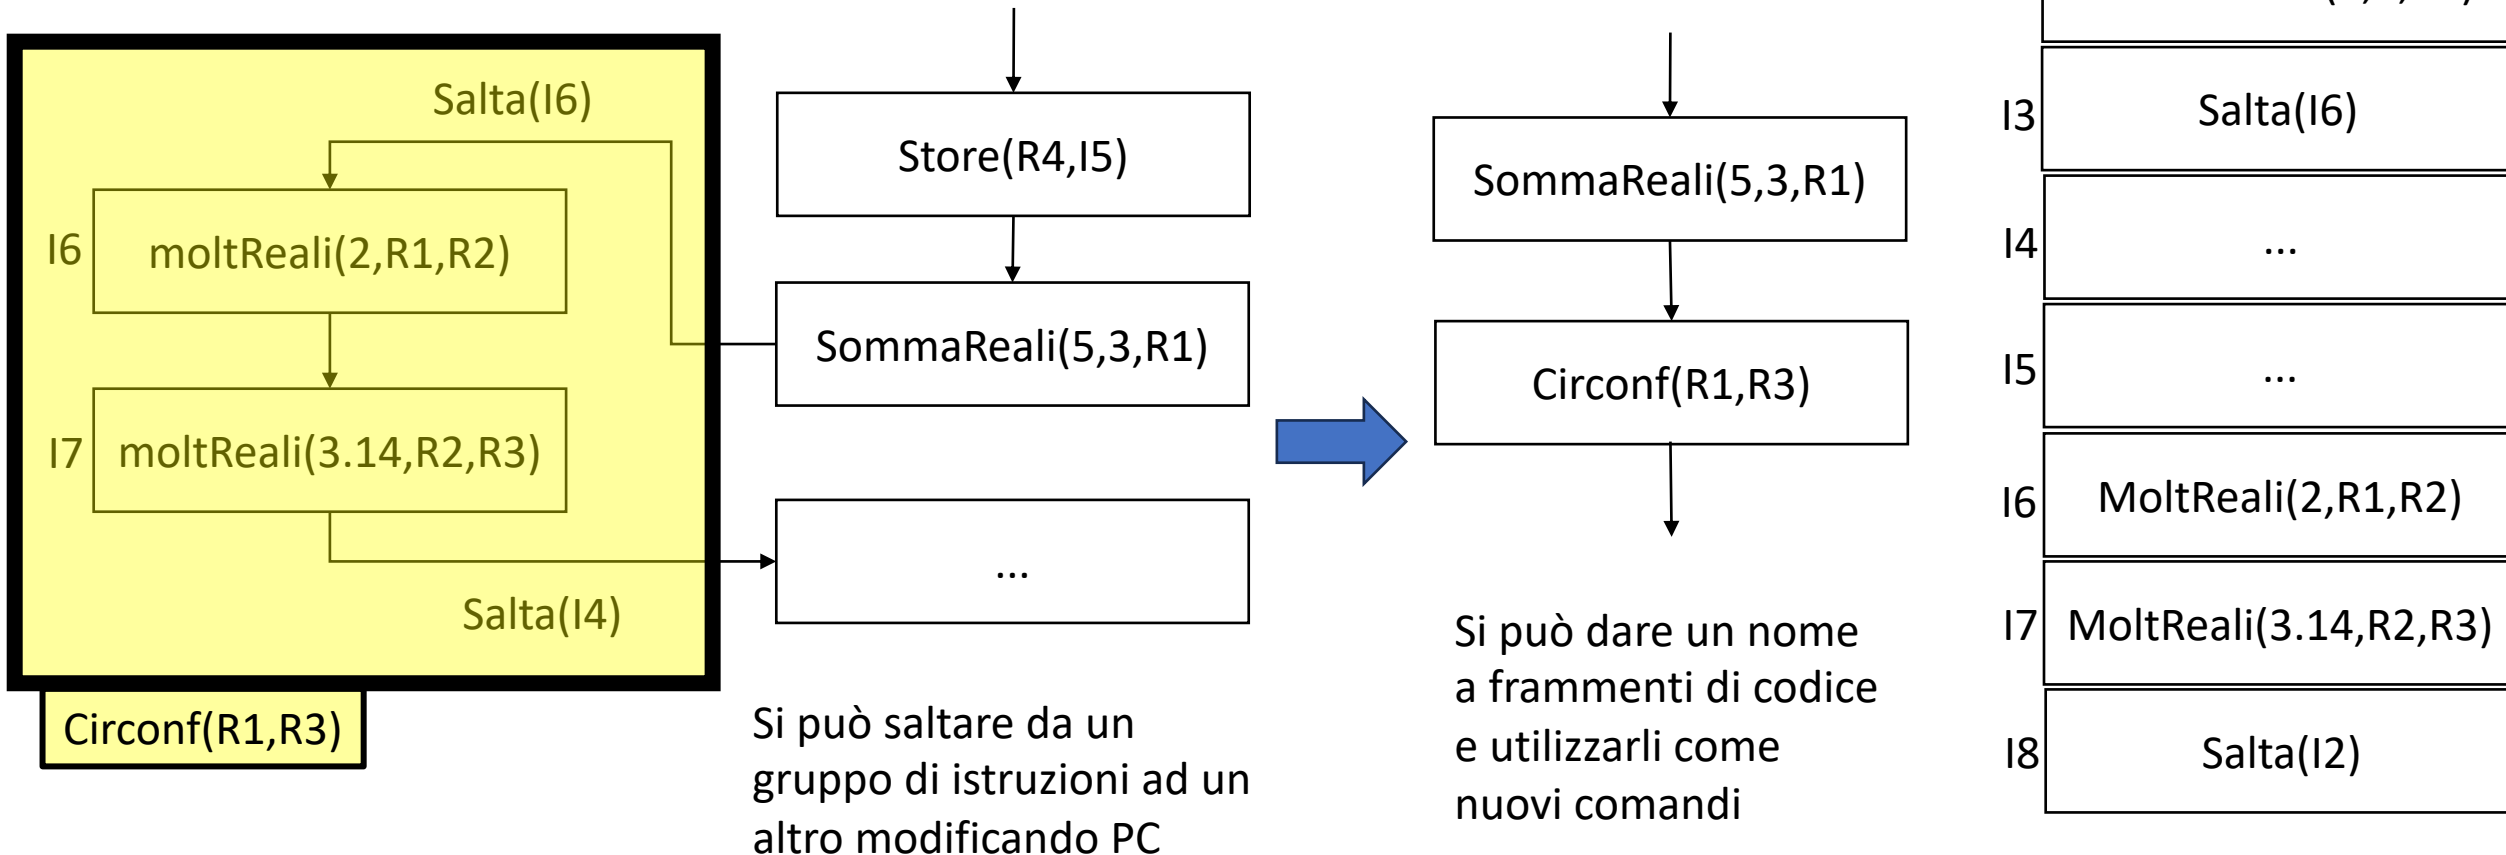 Salta(I6)
I6
moltReali(2,R1,R2)
I7
moltReali(3.14,R2,R3)
Salta(I4)
Circonf(R1,R3)
Store(R4,I5)
SommaReali(5,3,R1)
...
Si può saltare da un
gruppo di istruzioni ad un
altro modificando PC
SommaReali(5,3,R1)
Circonf(R1,R3)
Si può dare un nome
a frammenti di codice
e utilizzarli come
nuovi comandi
I3
Salta(I6)
I4
...
I5
...
I6
MoltReali(2,R1,R2)
I7
MoltReali(3.14,R2,R3)
I8
Salta(I2)